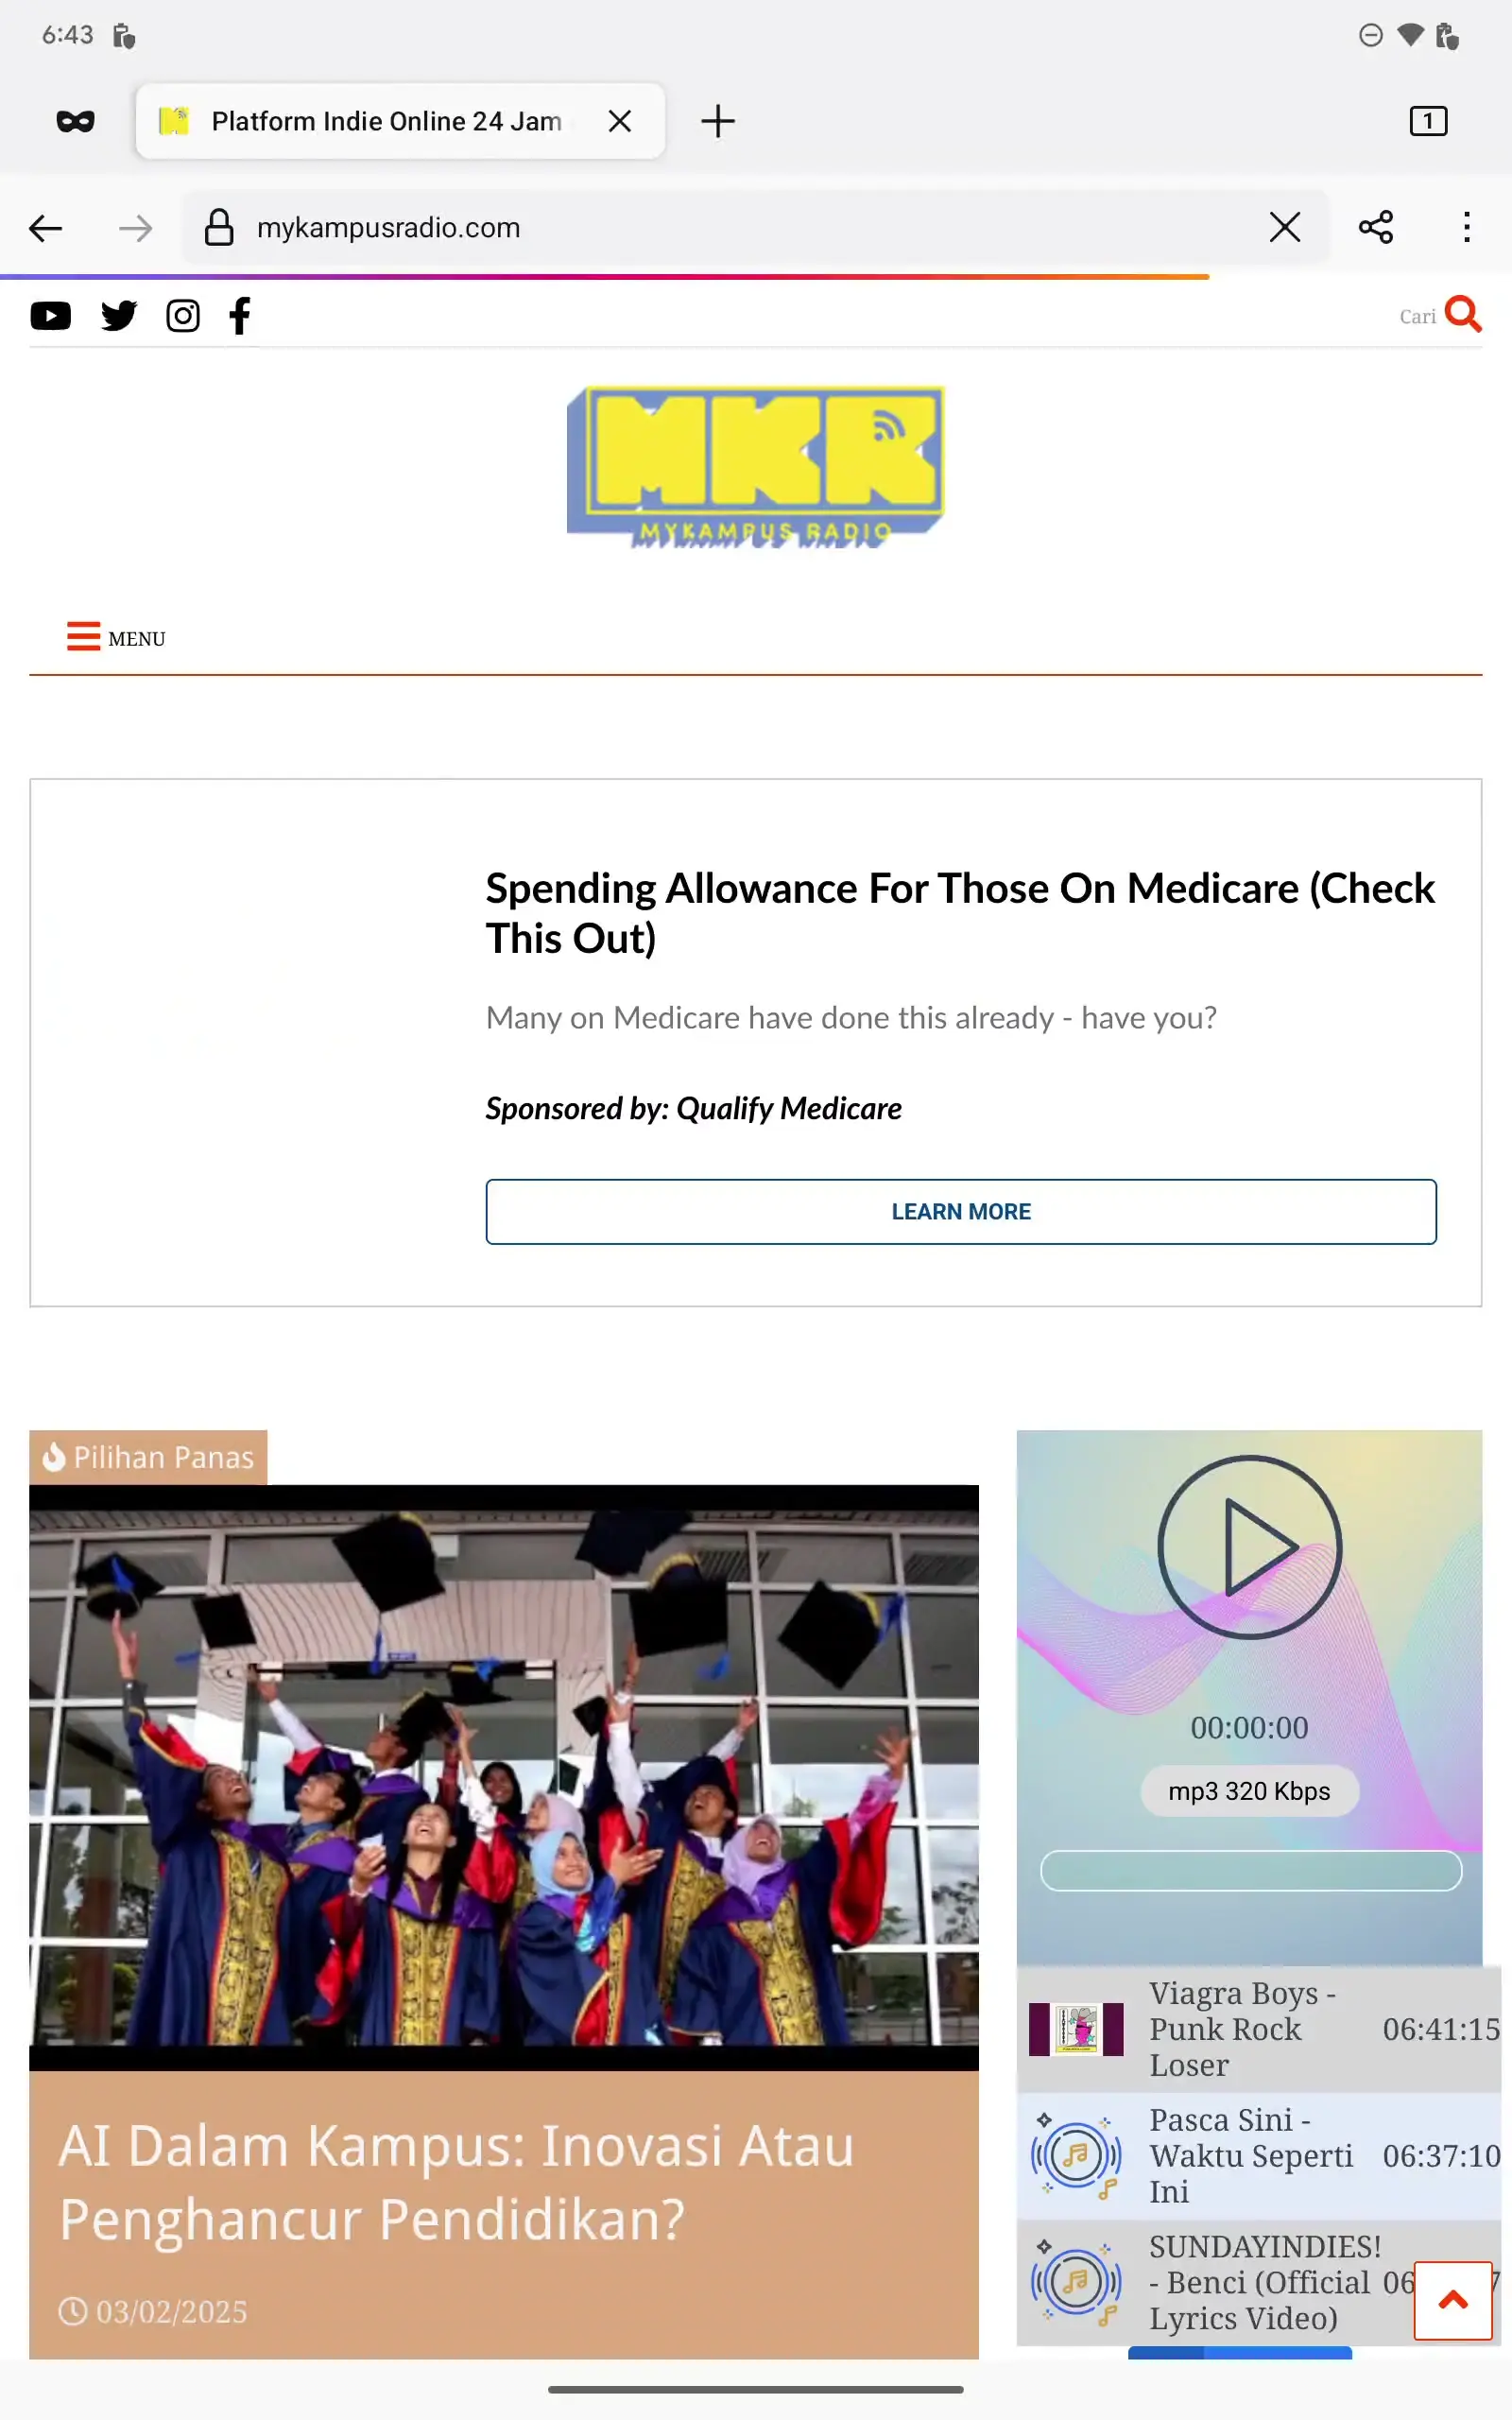 6:43
Platform Indie Online 24 Jam
1
mykampusradio.com
Cari
MKR
MYKAMPUS RADIO
MENU
Spending Allowance For Those On Medicare (Check
This Out)
Many on Medicare have done this already - have you?
Sponsored by: Qualify Medicare
LEARN MORE
Pilihan Panas
AI Dalam Kampus: Inovasi Atau
Penghancur Pendidikan?
03/02/2025
00:00:00
mp3 320 Kbps
Viagra Boys -
Punk Rock
Loser
06:41:15
Pasca Sini -
Waktu Seperti
Ini
06:37:10
SUNDAYINDIES!
- Benci (Official
Lyrics Video)